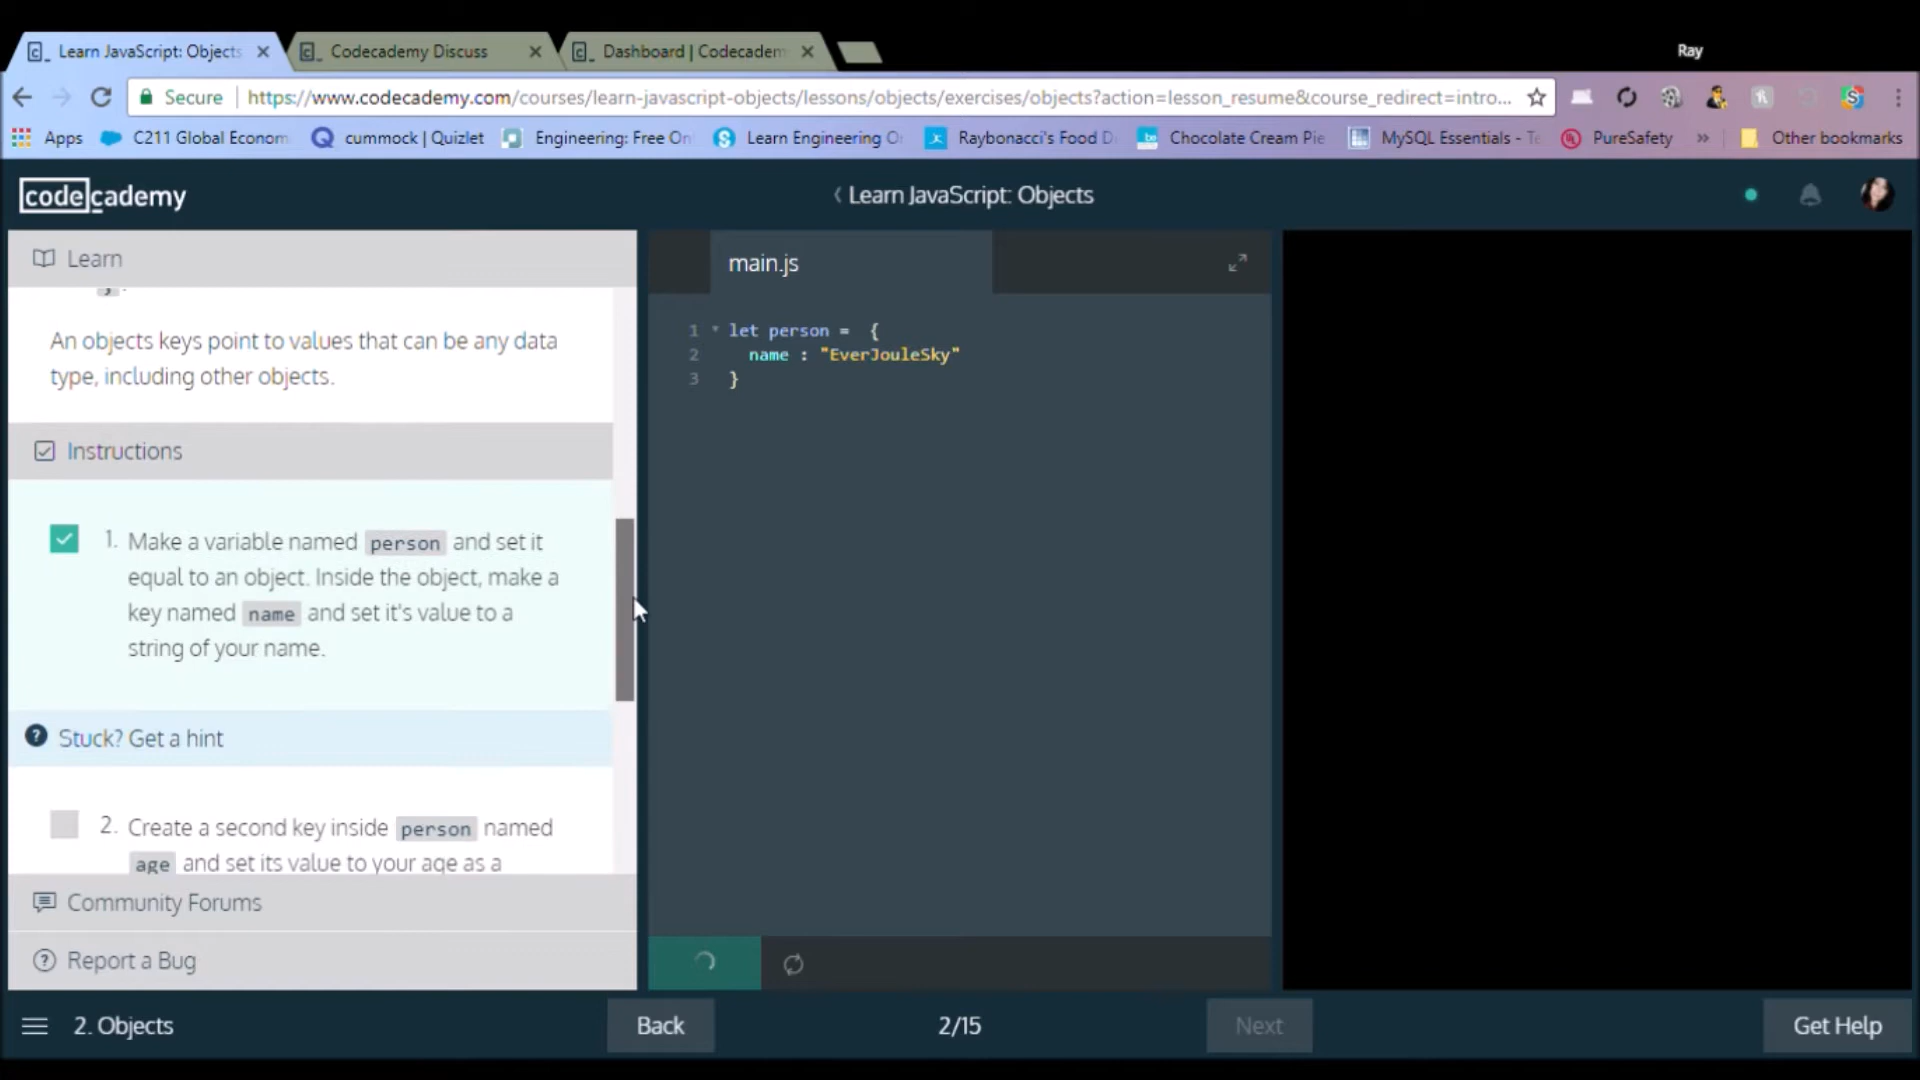 Learn JavaScript: Objects
Codecademy Discuss
Dashboard | Codecadem
Ray
Secure
https://www.codecademy.com/courses/learn-javascript-objects/lessons/objects/exercises/objects?action=lesson_resume&course_redirect=intro...
Apps
C211 Global Econom
cummock | Quizlet
Engineering: Free On
Learn Engineering O
Raybonacci's Food D
Chocolate Cream Pie
MySQL Essentials - Te
PureSafety
»
Other bookmarks
codecademy
Learn JavaScript: Objects
Learn
An objects keys point to values that can be any data
type, including other objects.
Instructions
1. Make a variable named person and set it
equal to an object. Inside the object, make a
key named name and set it's value to a
string of your name.
? Stuck? Get a hint
2. Create a second key inside person named
age and set its value to your age as a
Community Forums
? Report a Bug
main.js
1 let person = {
2 name : "EverJouleSky"
3 }
2. Objects
Back
2/15
Next
Get Help